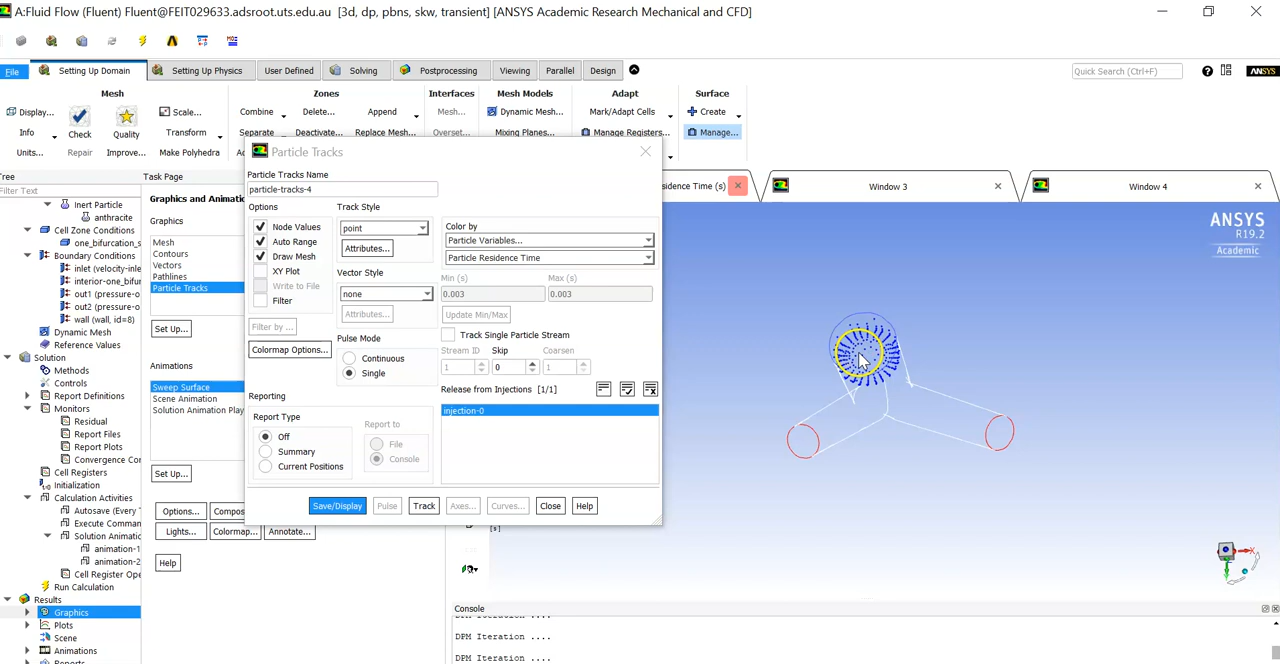 A:Fluid Flow (Fluent) Fluent@FEIT029633.adsroot.uts.edu.au [3d, dp, pbns, skw, transient] [ANSYS Academic Research Mechanical and CFD]
File
Setting Up Domain
Setting Up Physics
User Defined
Solving
Postprocessing
Viewing
Parallel
Design
Quick Search (Ctrl+F)
ANSYS
Mesh
Zones
Interfaces
Mesh Models
Adapt
Surface
Display...
Scale...
Combine
Delete...
Append
Mesh...
Dynamic Mesh...
Mark/Adapt Cells
Create
Info
Check
Quality
Transform
Separate
Deactivate...
Replace Mesh...
Overset...
Mixing Planes...
Manage Registers...
Manage...
Units...
Repair
Improve...
Make Polyhedra
Tree
Filter Text
Inert Particle
anthracite
Cell Zone Conditions
one_bifurcation_s
Boundary Conditions
inlet (velocity-inle
interior-one_bifur
out1 (pressure-o
out2 (pressure-o
wall (wall, id=8)
Dynamic Mesh
Reference Values
Solution
Methods
Controls
Report Definitions
Monitors
Residual
Report Files
Report Plots
Convergence Con
Cell Registers
Initialization
Calculation Activities
Autosave (Every
Execute Comman
Solution Animatio
animation-1
animation-2
Cell Register Ope
Run Calculation
Results
Graphics
Plots
Scene
Animations
Reports
Task Page
Graphics and Animatio
Graphics
Mesh
Contours
Vectors
Pathlines
Particle Tracks
Set Up...
Animations
Sweep Surface
Scene Animation
Solution Animation Play
Set Up...
Options...
Compos
Lights...
Colormap...
Annotate...
Help
Particle Tracks
Particle Tracks Name
particle-tracks-4
Options
Node Values
Auto Range
Draw Mesh
XY Plot
Write to File
Filter
Filter by ...
Colormap Options...
Track Style
point
Attributes...
Vector Style
none
Attributes...
Pulse Mode
Continuous
Single
Color by
Particle Variables...
Particle Residence Time
Min (s)
Max (s)
0.003
0.003
Update Min/Max
Track Single Particle Stream
Stream ID
Skip
Coarsen
1
0
1
Release from Injections [1/1]
injection-0
Reporting
Report Type
Off
Summary
Current Positions
Report to
File
Console
Save/Display
Pulse
Track
Axes...
Curves...
Close
Help
sidence Time (s)
Window 3
Window 4
ANSYS
R19.2
Academic
[s]
Console
DPM Iteration ....
DPM Iteration ....
DPM Iteration ....